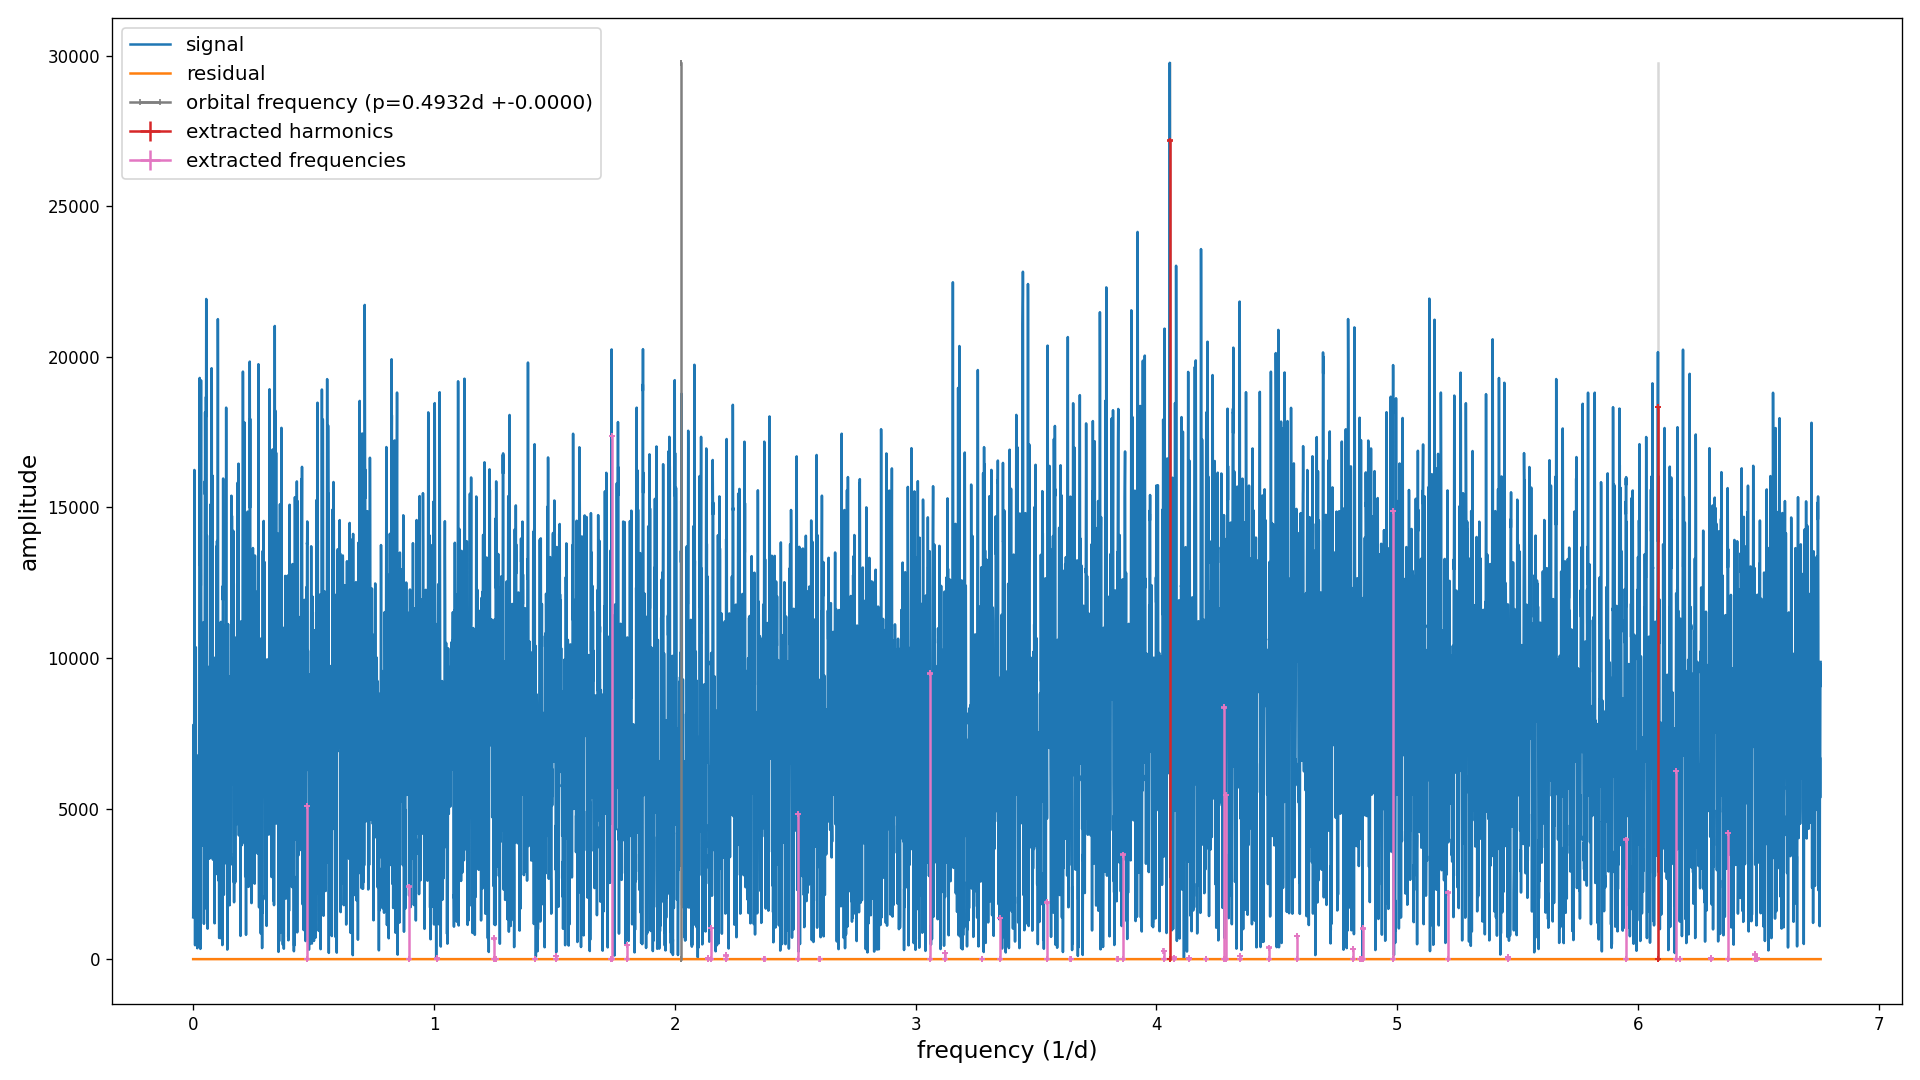 30000
25000
20000
15000
10000
5000
0
amplitude
signal
residual
orbital frequency (p=0.4932d +-0.0000)
extracted harmonics
extracted frequencies
0 1 2 3 4 5 6 7
frequency (1/d)